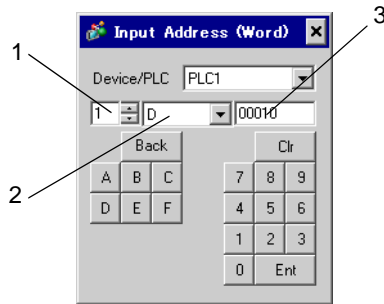 3
Input Address (Word)
1
Device/PLC PLC1
1 D 00010
Back Clr
A B C 7 8 9
2
D E F 4 5 6
1 2 3
0 Ent